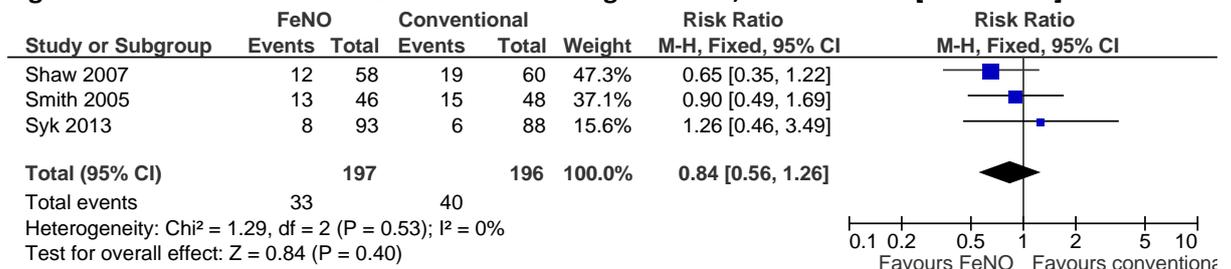 FeNO Conventional Risk Ratio Risk Ratio
Study or Subgroup Events Total Events Total Weight M-H, Fixed, 95% CI M-H, Fixed, 95% CI
Shaw 2007 12 58 19 60 47.3% 0.65 [0.35, 1.22]
Smith 2005 13 46 15 48 37.1% 0.90 [0.49, 1.69]
Syk 2013 8 93 6 88 15.6% 1.26 [0.46, 3.49]
Total (95% CI) 197 196 100.0% 0.84 [0.56, 1.26]
Total events 33 40
Heterogeneity: Chi² = 1.29, df = 2 (P = 0.53); I² = 0%
Test for overall effect: Z = 0.84 (P = 0.40)
0.1 0.2 0.5 1 2 5 10
Favours FeNO Favours conventiona